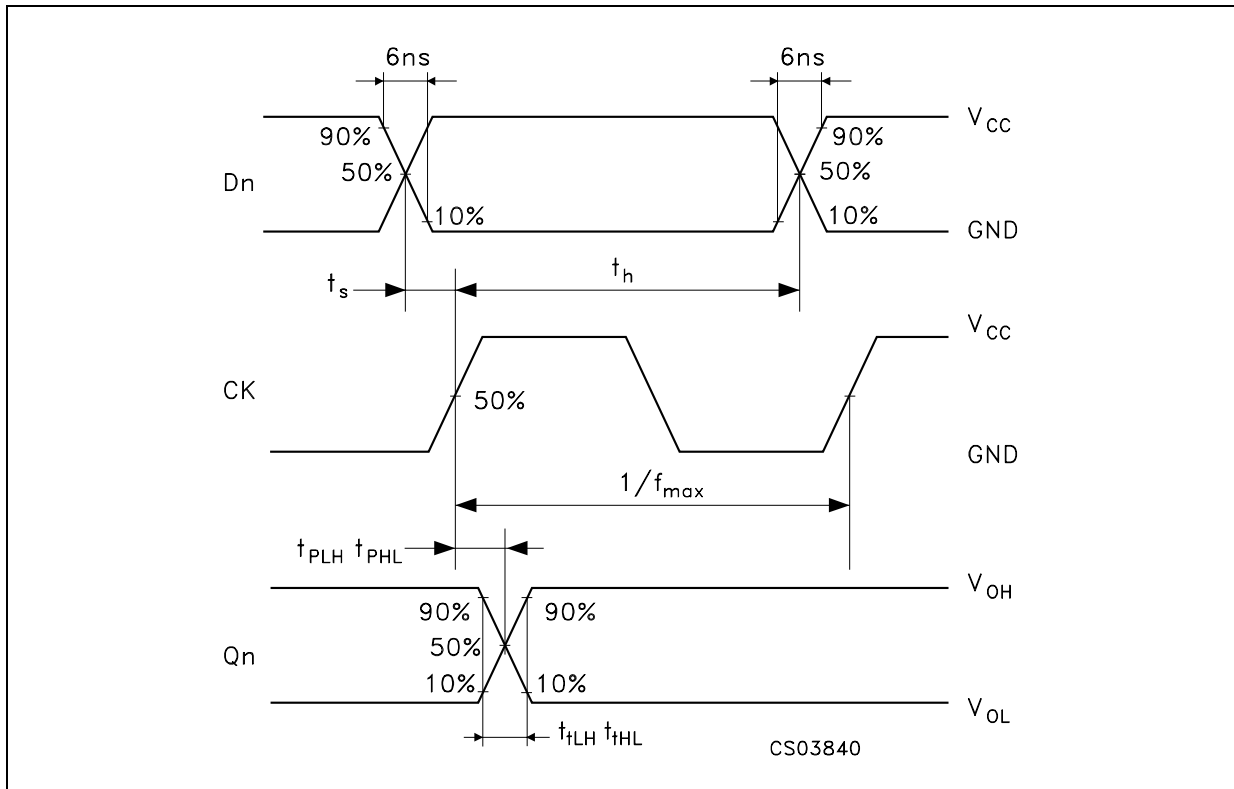 6ns 6ns
V_CC
90% 90%
50% 50%
Dn
10% 10%
GND
t_s t_h
V_CC
CK
50%
GND
1/f_max
t_PLH t_PHL
V_OH
90% 90%
50%
Qn
10% 10%
V_OL
t_tLH t_tHL
CS03840